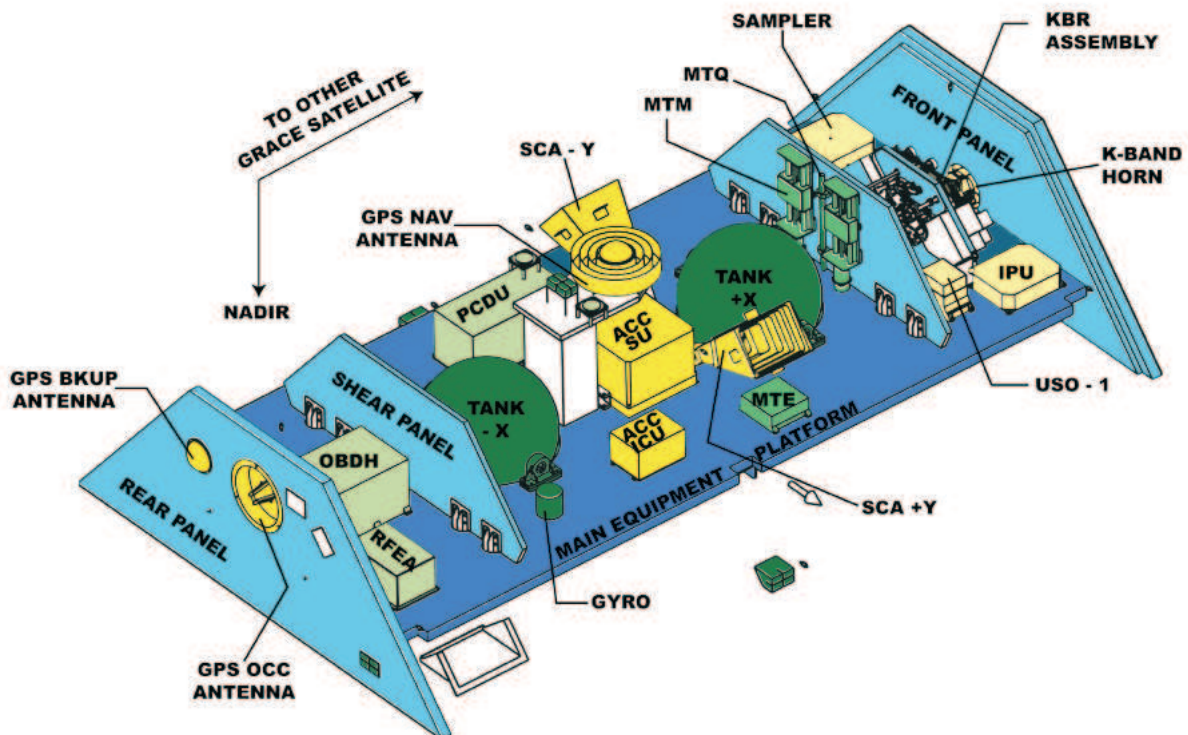 SAMPLER
KBR
ASSEMBLY
MTQ
MTM
FRONT PANEL
K-BAND
HORN
TO OTHER
GRACE SATELLITE
SCA - Y
GPS NAV
ANTENNA
NADIR
PCDU
TANK
+X
IPU
ACC
SU
USO - 1
GPS BKUP
ANTENNA
SHEAR PANEL
TANK
- X
MTE
ACC
ICU
OBDH
MAIN EQUIPMENT PLATFORM
SCA +Y
REAR PANEL
RFEA
GYRO
GPS OCC
ANTENNA